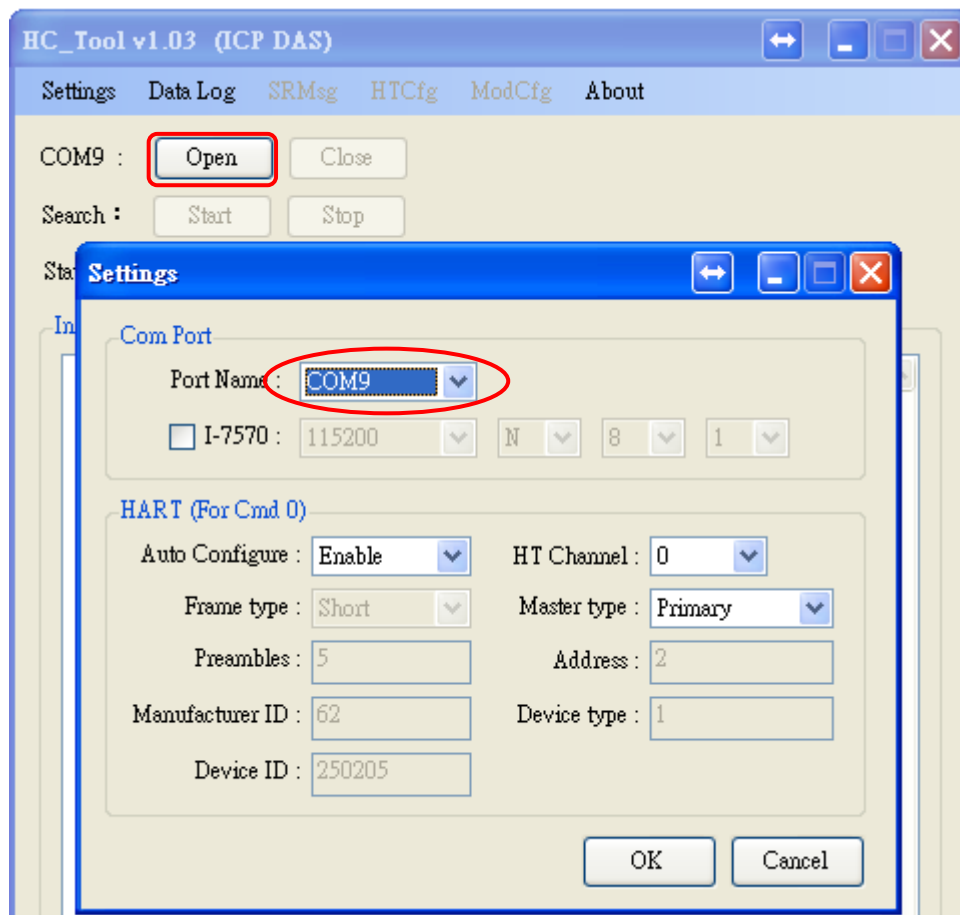 HC_Tool v1.03 (ICP DAS)
Settings Data Log SRMsg HTCfg ModCfg About
COM9 : Open Close
Search : Start Stop
Settings
Com Port
Port Name : COM9
I-7570 : 115200 N 8 1
HART (For Cmd 0)
Auto Configure : Enable HT Channel : 0
Frame type : Short Master type : Primary
Preambles : 5 Address : 2
Manufacturer ID : 62 Device type : 1
Device ID : 250205
OK Cancel